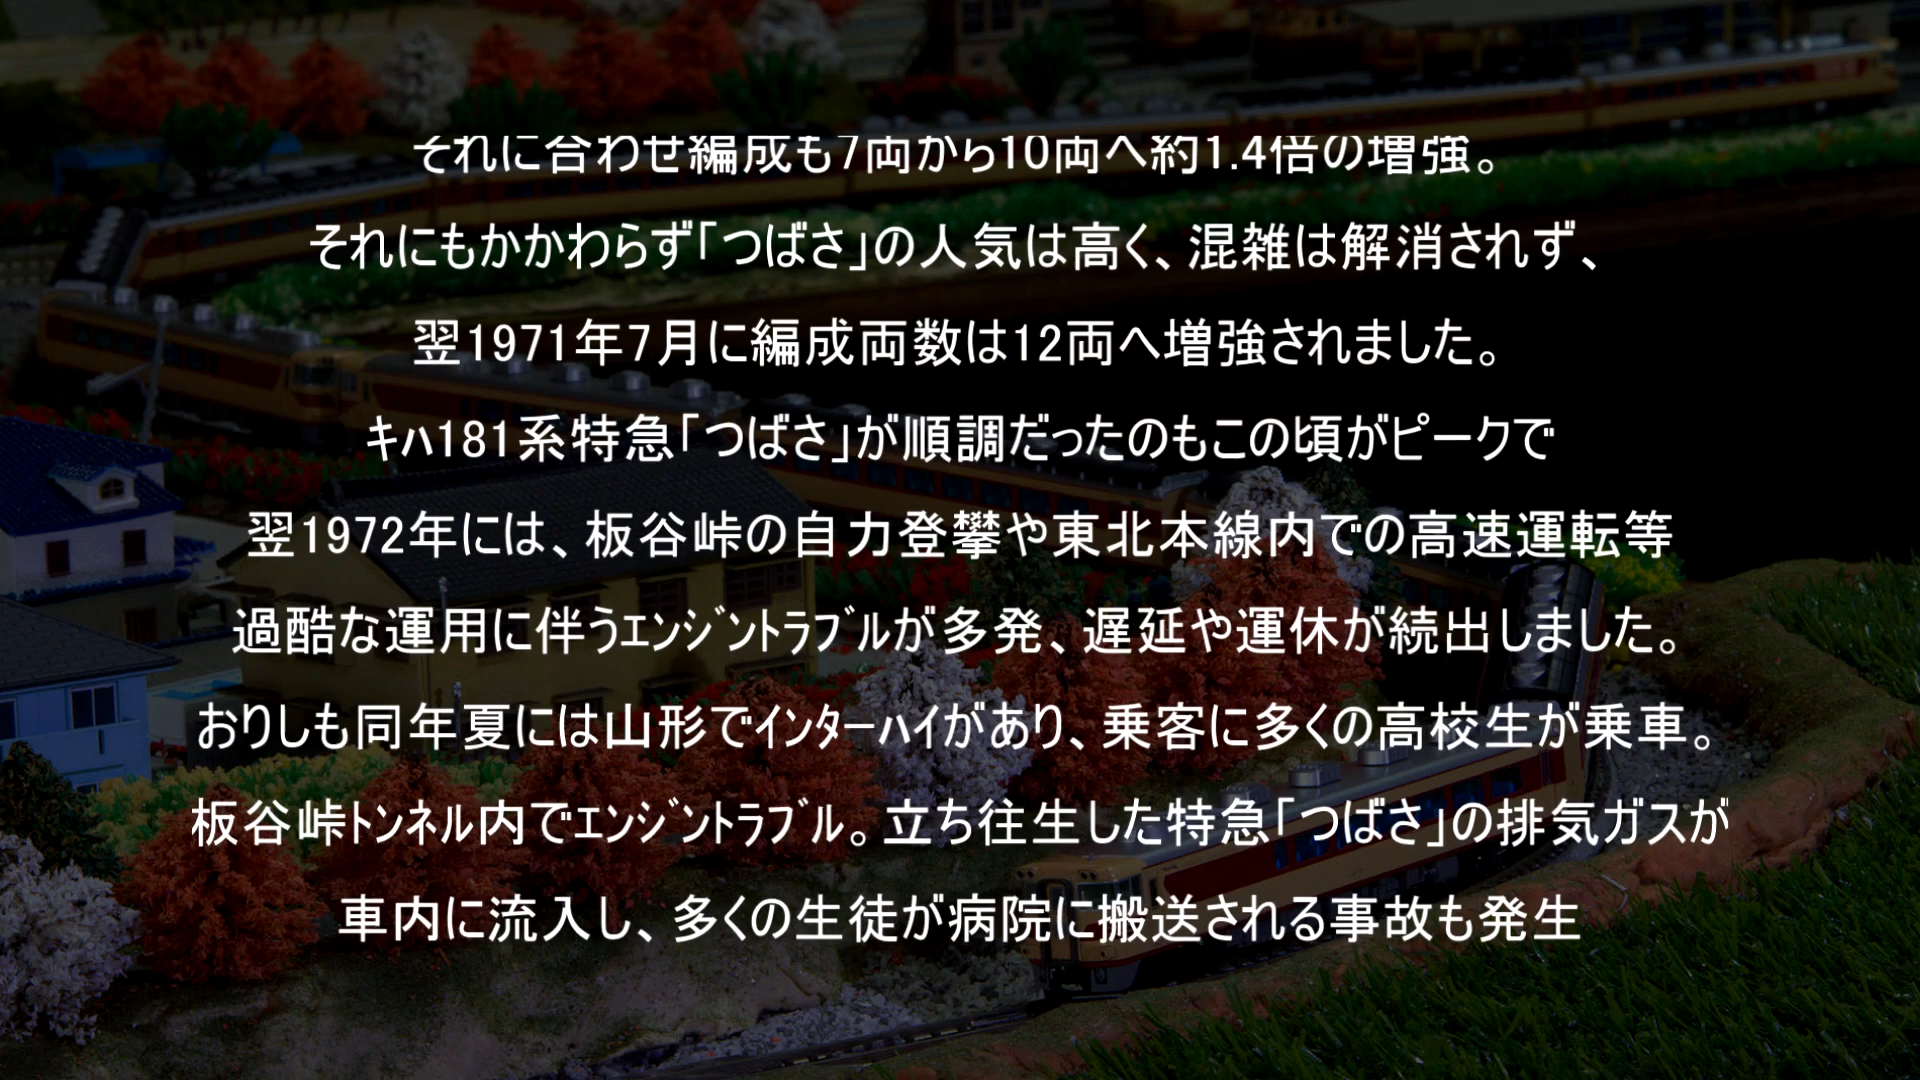 それに合わせ編成も7両から10両へ約1.4倍の増強。
それにもかかわらず「つばさ」の人気は高く、混雑は解消されず、
翌1971年7月に編成両数は12両へ増強されました。
ｷﾊ181系特急「つばさ」が順調だったのもこの頃がピークで
翌1972年には、板谷峠の自力登攀や東北本線内での高速運転等
過酷な運用に伴うｴﾝｼﾞﾝﾄﾗﾌﾞﾙが多発、遅延や運休が続出しました。
おりしも同年夏には山形でｲﾝﾀｰﾊｲがあり、乗客に多くの高校生が乗車。
板谷峠ﾄﾝﾈﾙ内でｴﾝｼﾞﾝﾄﾗﾌﾞﾙ。立ち往生した特急「つばさ」の排気ガスが
車内に流入し、多くの生徒が病院に搬送される事故も発生